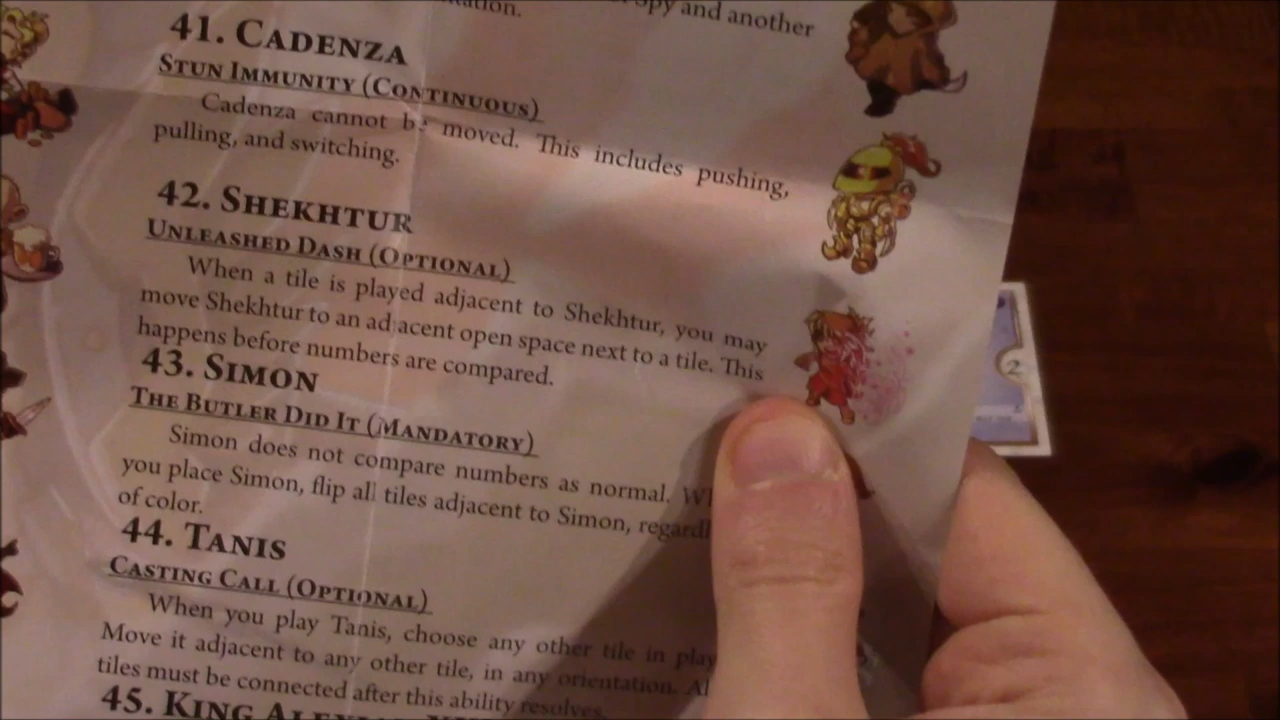 Spy and another
41. CADENZA
STUN IMMUNITY (CONTINUOUS)
Cadenza cannot be moved. This includes pushing,
pulling, and switching.
42. SHEKHTUR
UNLEASHED DASH (OPTIONAL)
When a tile is played adjacent to Shekhtur, you may
move Shekhtur to an adjacent open space next to a tile. This
happens before numbers are compared.
43. SIMON
THE BUTLER DID IT (MANDATORY)
Simon does not compare numbers as normal.
you place Simon, flip all tiles adjacent to Simon,
of color.
44. TANIS
CASTING CALL (OPTIONAL)
When you play Tanis, choose any other tile in play
Move it adjacent to any other tile, in any orientation.
tiles must be connected after this ability resolves.
45. KING
2